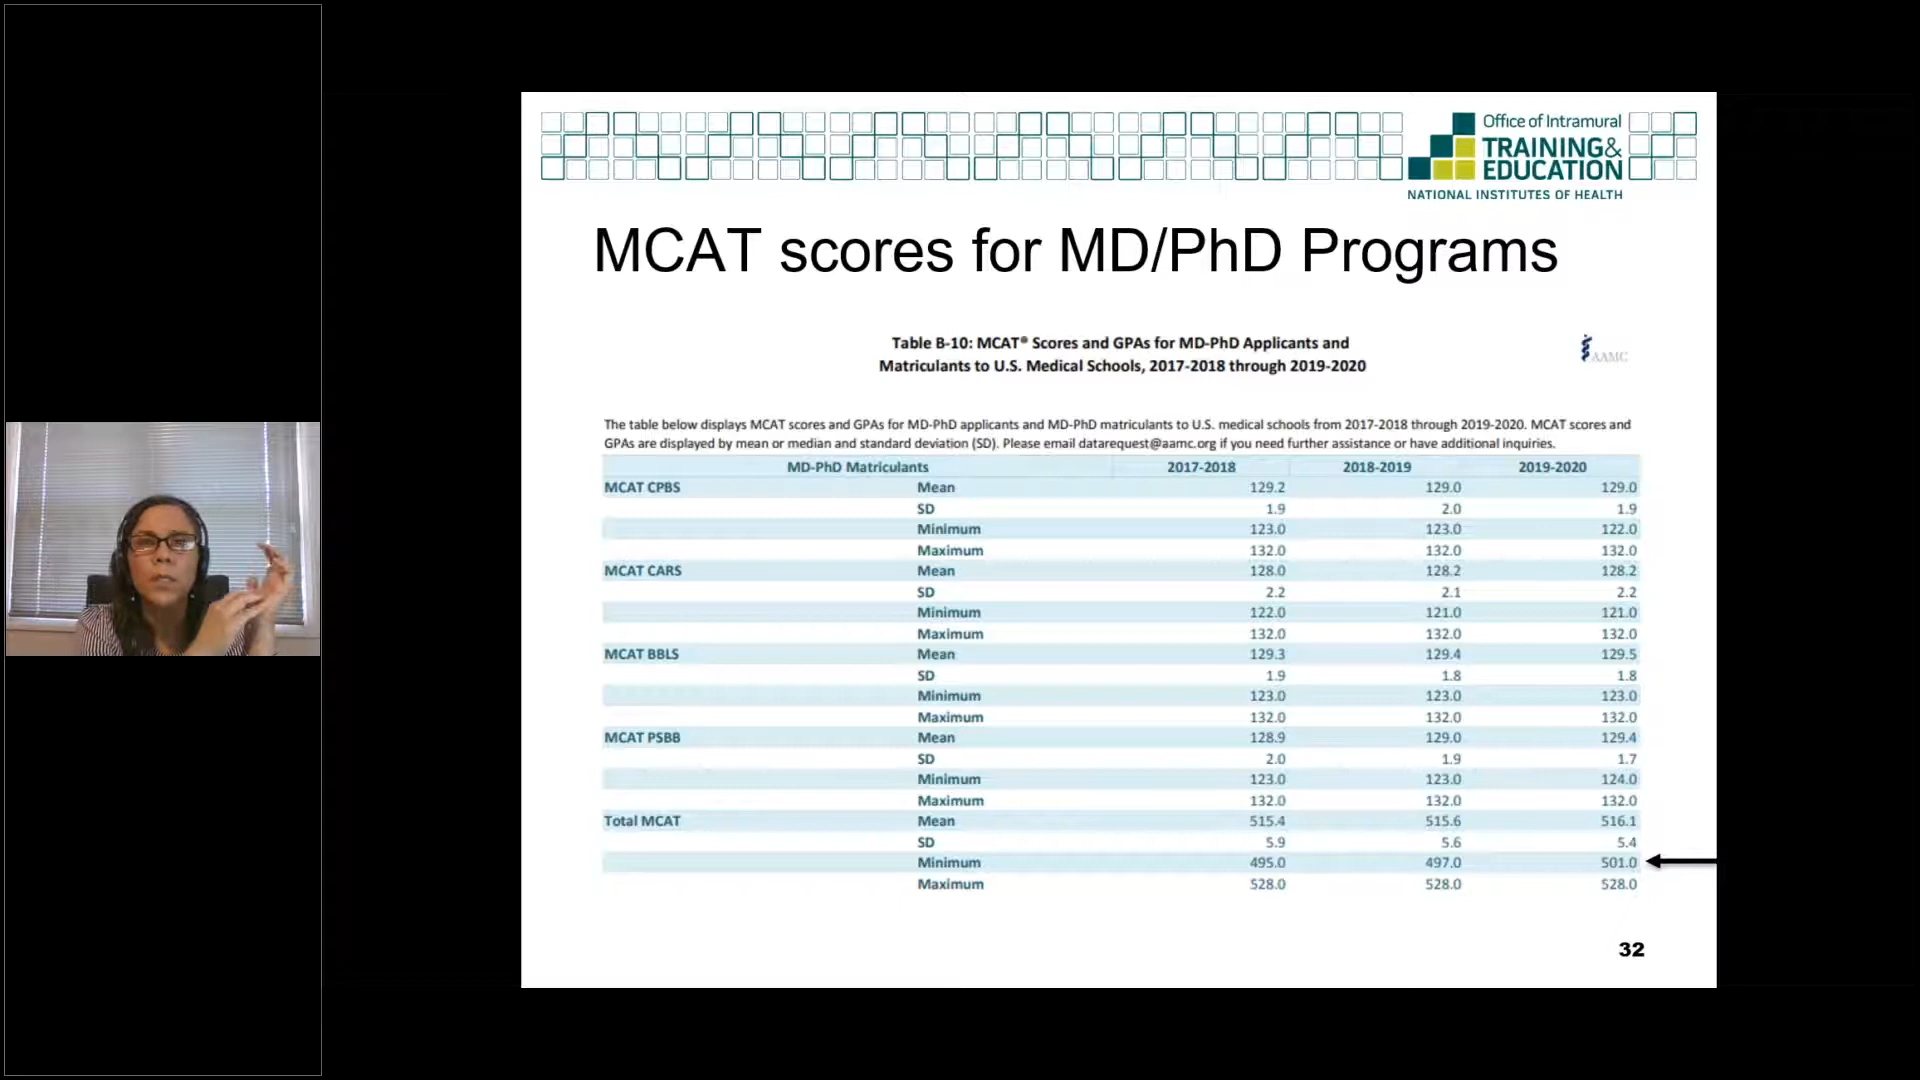 Office of Intramural
TRAINING&
EDUCATION
NATIONAL INSTITUTES OF HEALTH
MCAT scores for MD/PhD Programs
Table B-10: MCAT® Scores and GPAs for MD-PhD Applicants and
Matriculants to U.S. Medical Schools, 2017-2018 through 2019-2020
AAMC
The table below displays MCAT scores and GPAs for MD-PhD applicants and MD-PhD matriculants to U.S. medical schools from 2017-2018 through 2019-2020. MCAT scores and
GPAs are displayed by mean or median and standard deviation (SD). Please email datarequest@aamc.org if you need further assistance or have additional inquiries.
MD-PhD Matriculants 2017-2018 2018-2019 2019-2020
MCAT CPBS Mean 129.2 129.0 129.0
SD 1.9 2.0 1.9
Minimum 123.0 123.0 122.0
Maximum 132.0 132.0 132.0
MCAT CARS Mean 128.0 128.2 128.2
SD 2.2 2.1 2.2
Minimum 122.0 121.0 121.0
Maximum 132.0 132.0 132.0
MCAT BBLS Mean 129.3 129.4 129.5
SD 1.9 1.8 1.8
Minimum 123.0 123.0 123.0
Maximum 132.0 132.0 132.0
MCAT PSBB Mean 128.9 129.0 129.4
SD 2.0 1.9 1.7
Minimum 123.0 123.0 124.0
Maximum 132.0 132.0 132.0
Total MCAT Mean 515.4 515.6 516.1
SD 5.9 5.6 5.4
Minimum 495.0 497.0 501.0
Maximum 528.0 528.0 528.0
32